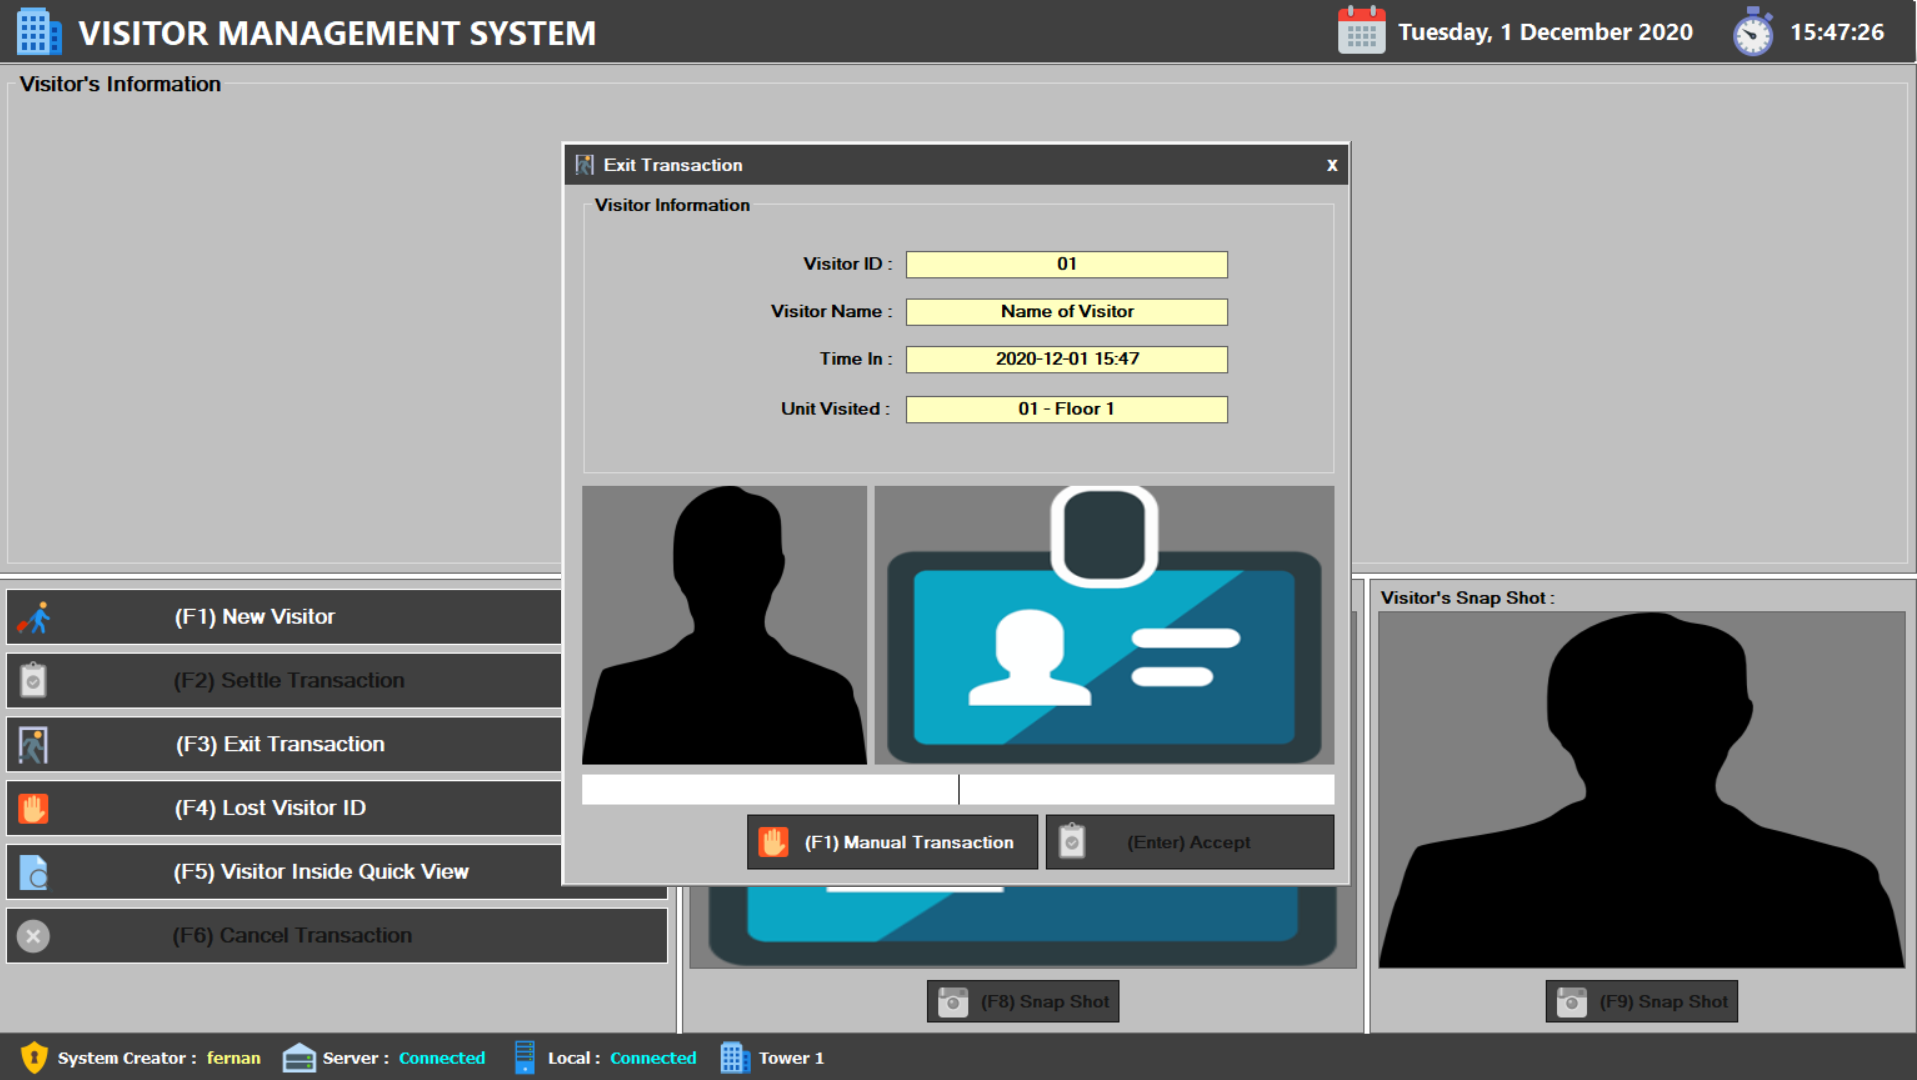 VISITOR MANAGEMENT SYSTEM
Tuesday, 1 December 2020
15:47:26
Visitor's Information
Exit Transaction
x
Visitor Information
Visitor ID : 01
Visitor Name : Name of Visitor
Time In : 2020-12-01 15:47
Unit Visited : 01 - Floor 1
(F1) Manual Transaction
(Enter) Accept
(F1) New Visitor
(F2) Settle Transaction
(F3) Exit Transaction
(F4) Lost Visitor ID
(F5) Visitor Inside Quick View
(F6) Cancel Transaction
(F8) Snap Shot
Visitor's Snap Shot :
(F9) Snap Shot
System Creator : fernan
Server : Connected
Local : Connected
Tower 1